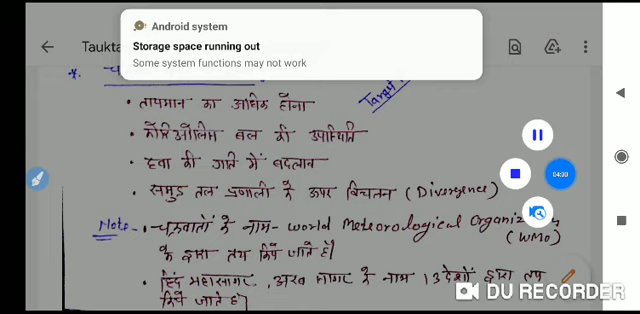 Android system
Storage space running out
Some system functions may not work
Taukta
Target
• तापमान का अधिक होना
• कोरिऑलिस बल की उपस्थिति
• हवा की गति में बदलाव
04:30
• समुद्र तल प्रणाली के ऊपर विचलन (Divergence)
Note - • चक्रवातों के नाम - World Meteorological Organiz
(WMO)
के द्वारा तय किये जाते हैं।
• हिंद महासागर, अरब सागर के नाम 13 देशों द्वारा तय
किये जाते है।
DU RECORDER